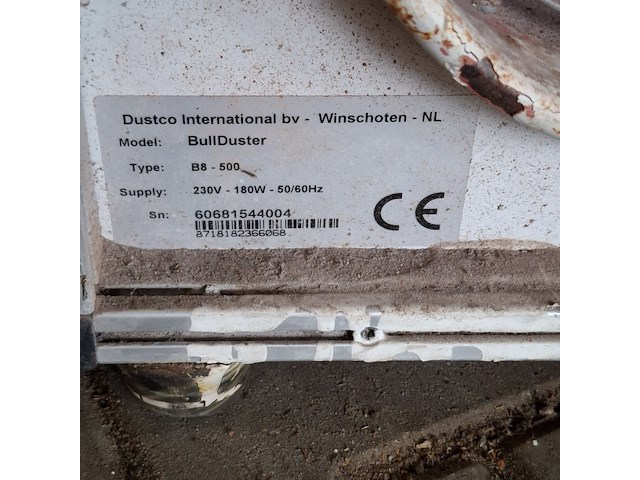 Dustco International bv - Winschoten - NL
Model: BullDuster
Type: B8 - 500
Supply: 230V - 180W - 50/60Hz
Sn: 60681544004
CE
8718182366068